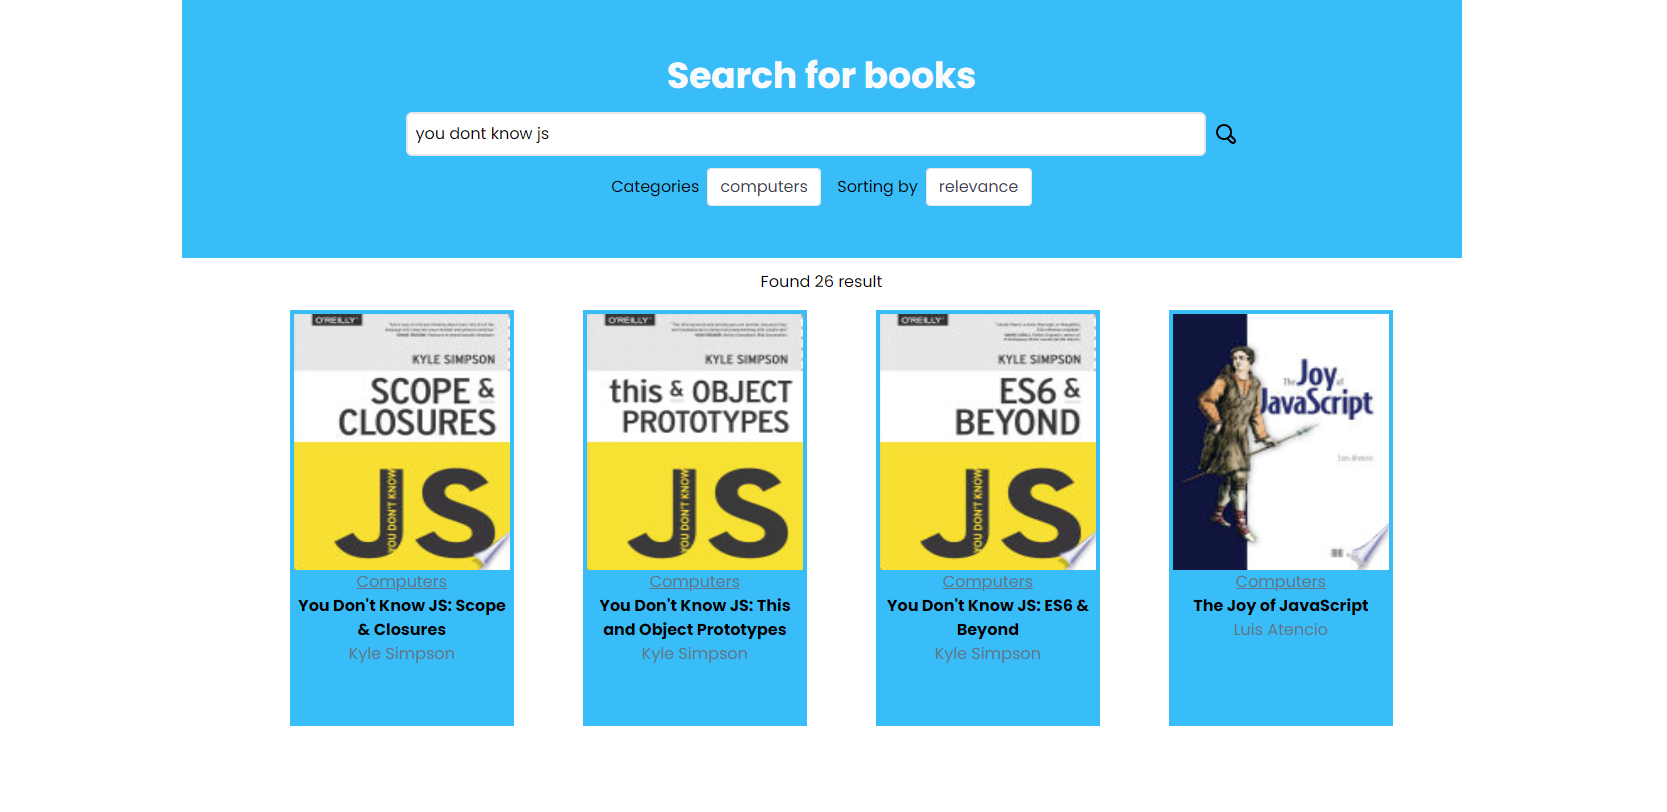 Search for books
you dont know js
Categories computers Sorting by relevance
Found 26 result
O'REILLY®
KYLE SIMPSON
SCOPE &
CLOSURES
JS
YOU DON'T KNOW
Computers
You Don't Know JS: Scope
& Closures
Kyle Simpson
O'REILLY®
KYLE SIMPSON
this & OBJECT
PROTOTYPES
JS
YOU DON'T KNOW
Computers
You Don't Know JS: This
and Object Prototypes
Kyle Simpson
O'REILLY®
KYLE SIMPSON
ES6 &
BEYOND
JS
YOU DON'T KNOW
Computers
You Don't Know JS: ES6 &
Beyond
Kyle Simpson
The Joy of
JavaScript
Luis Atencio
Computers
The Joy of JavaScript
Luis Atencio